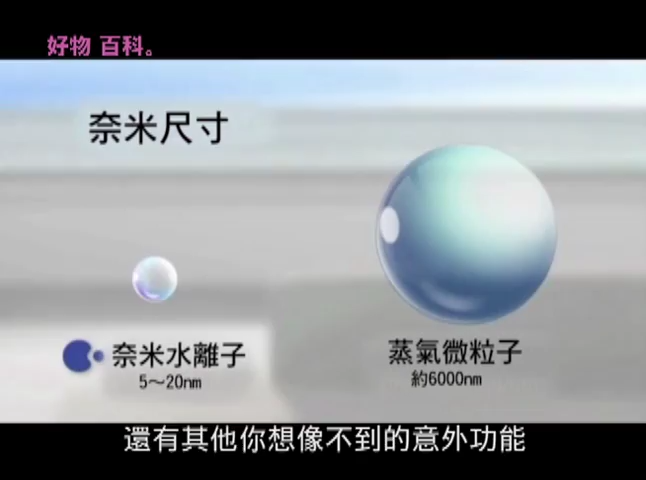 好物 百科。
奈米尺寸
奈米水離子
5～20nm
蒸氣微粒子
約6000nm
還有其他你想像不到的意外功能